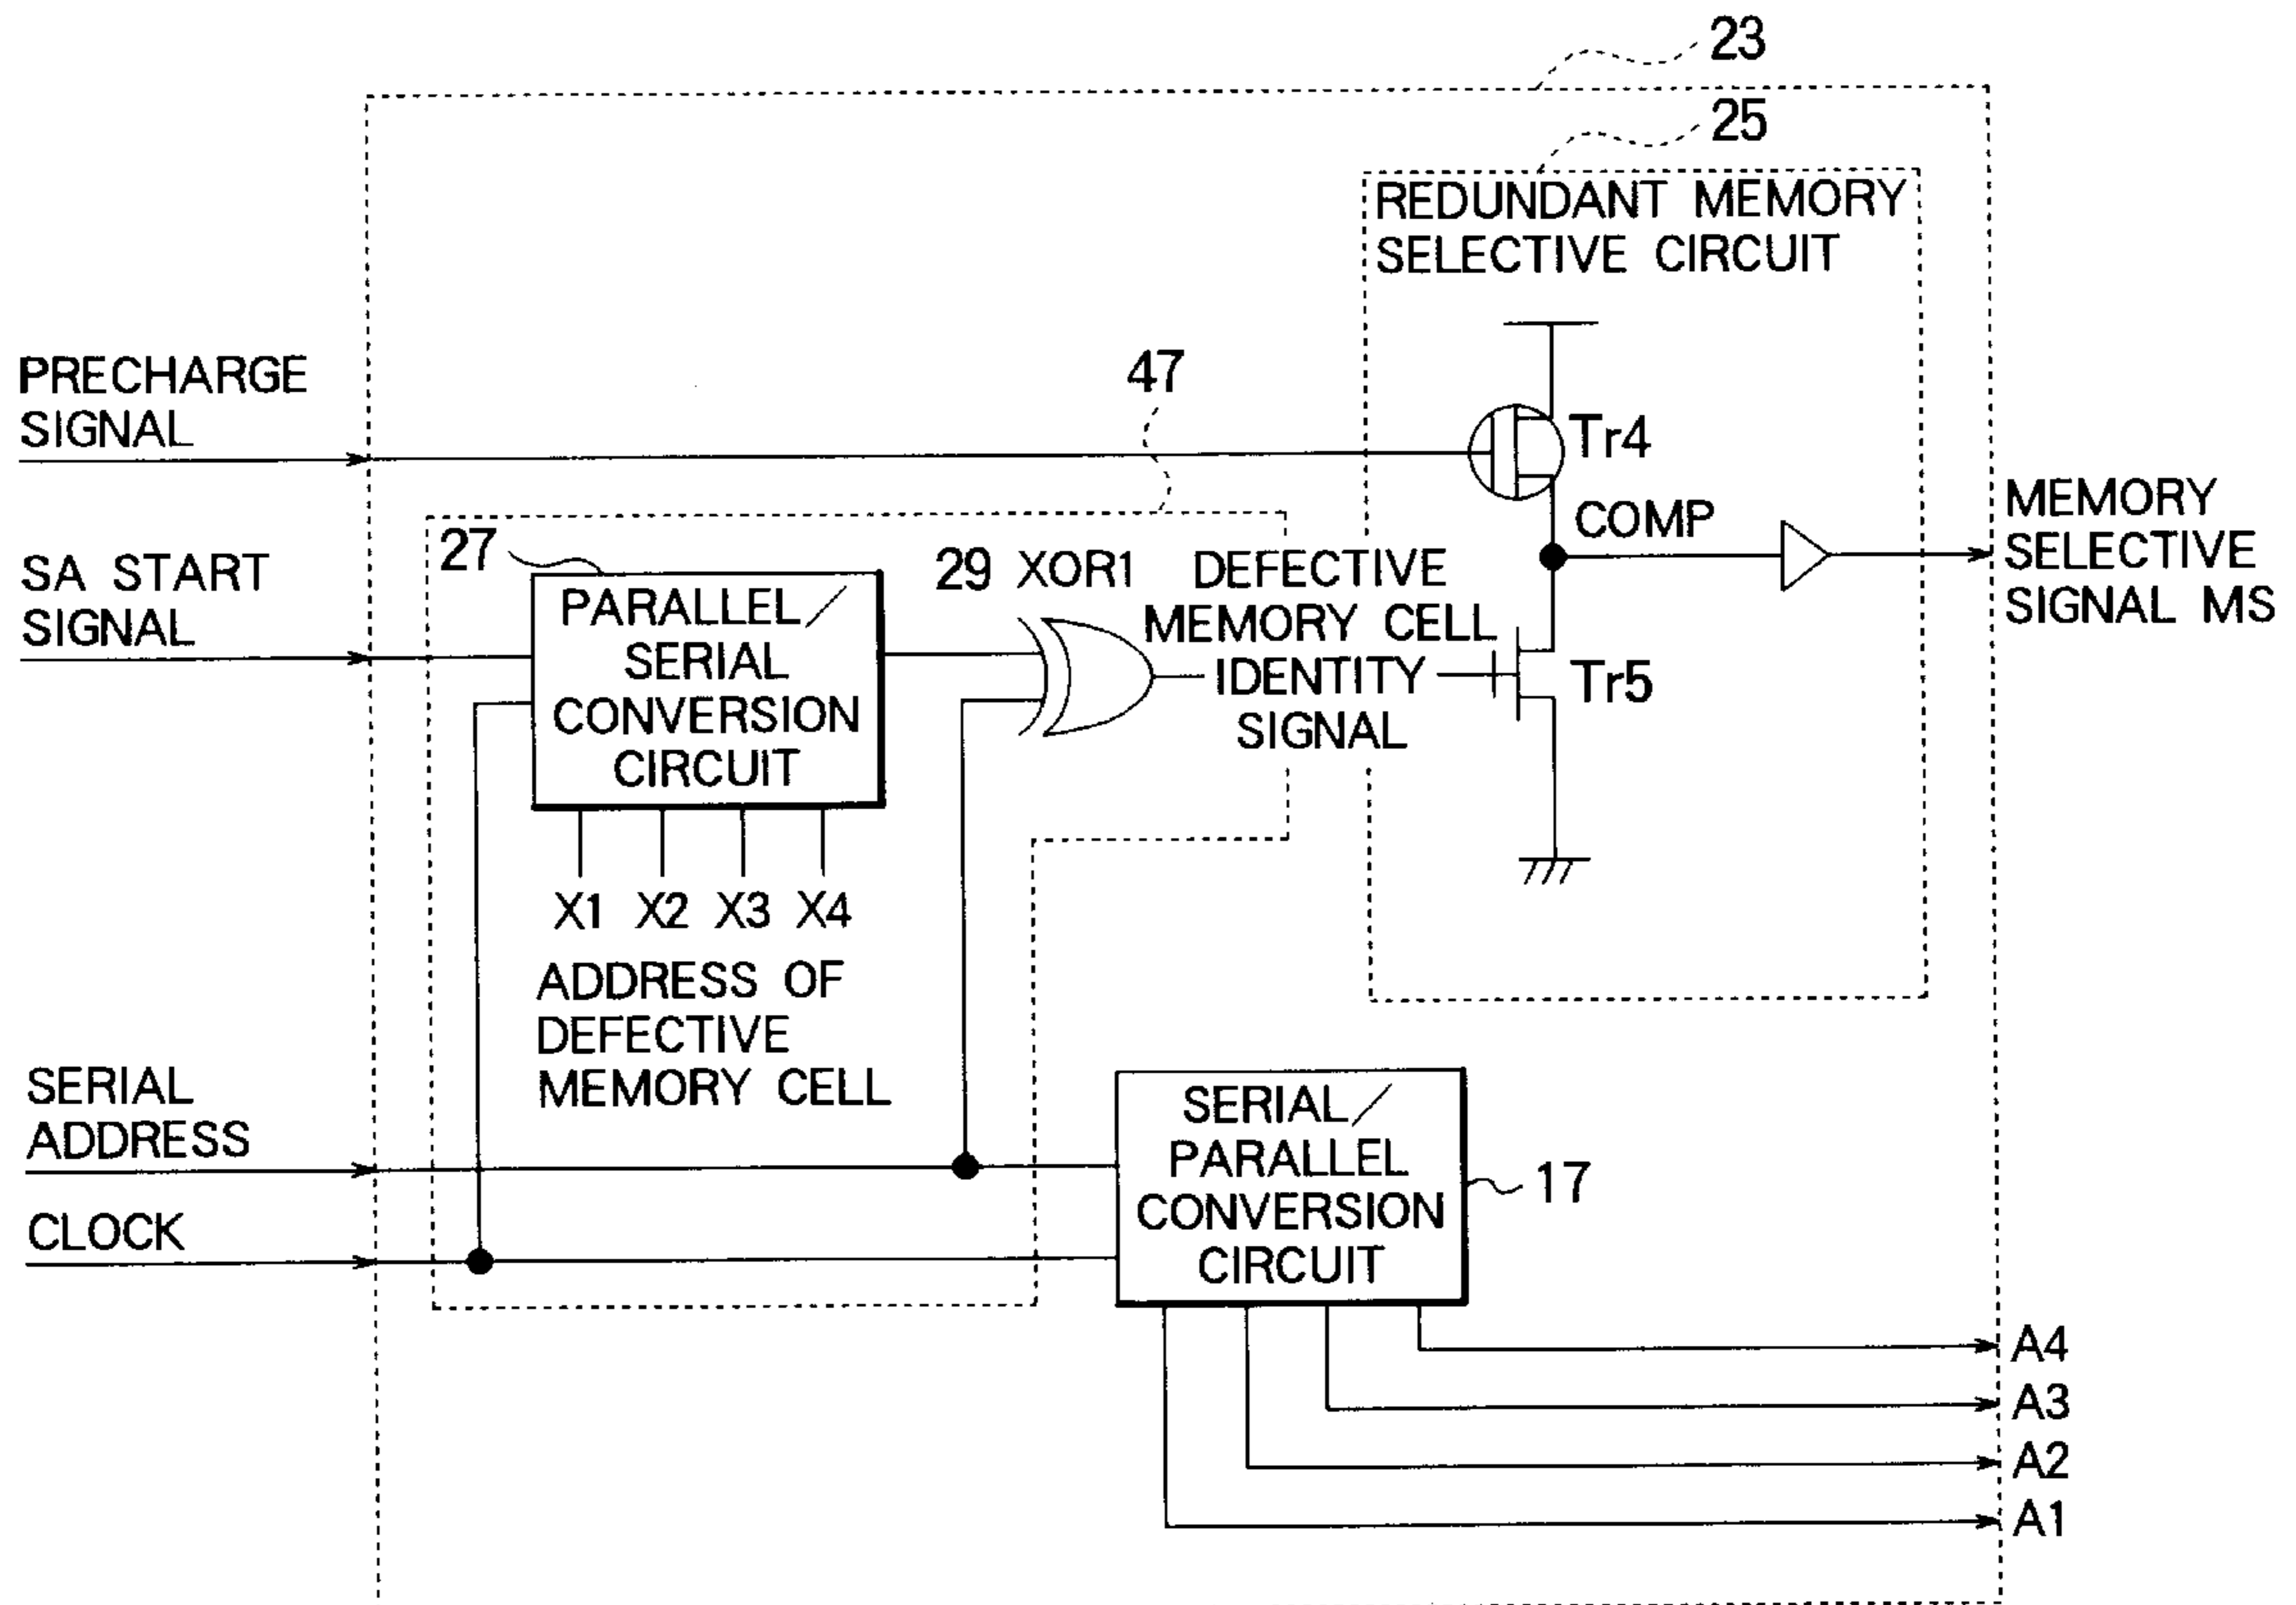 23
25
REDUNDANT MEMORY
SELECTIVE CIRCUIT
PRECHARGE
SIGNAL
47
Tr4
COMP
MEMORY
SELECTIVE
SIGNAL MS
SA START
SIGNAL
27
PARALLEL/
SERIAL
CONVERSION
CIRCUIT
29 XOR1
DEFECTIVE
MEMORY CELL
IDENTITY
SIGNAL
Tr5
X1 X2 X3 X4
ADDRESS OF
DEFECTIVE
MEMORY CELL
SERIAL
ADDRESS
CLOCK
SERIAL/
PARALLEL
CONVERSION
CIRCUIT
17
A4
A3
A2
A1